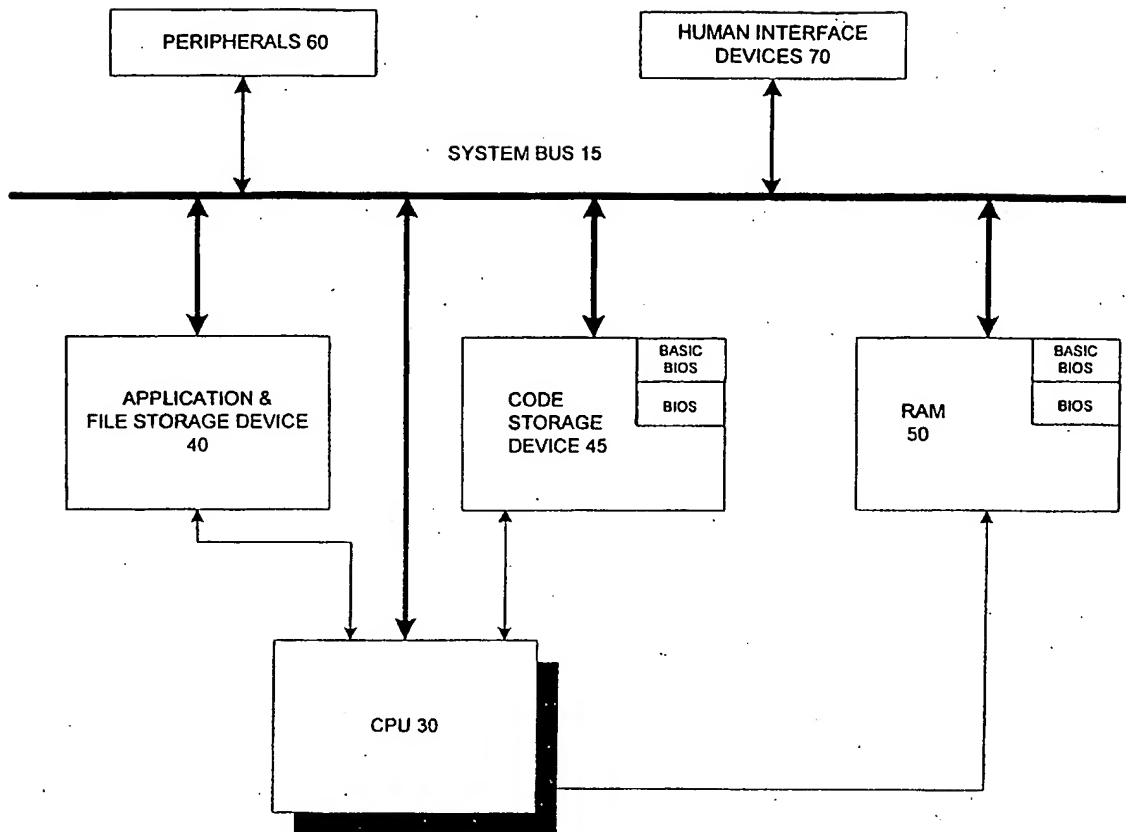 PERIPHERALS 60
HUMAN INTERFACE
DEVICES 70
SYSTEM BUS 15
APPLICATION &
FILE STORAGE DEVICE
40
CODE
STORAGE
DEVICE 45
BASIC
BIOS
BIOS
RAM
50
BASIC
BIOS
BIOS
CPU 30